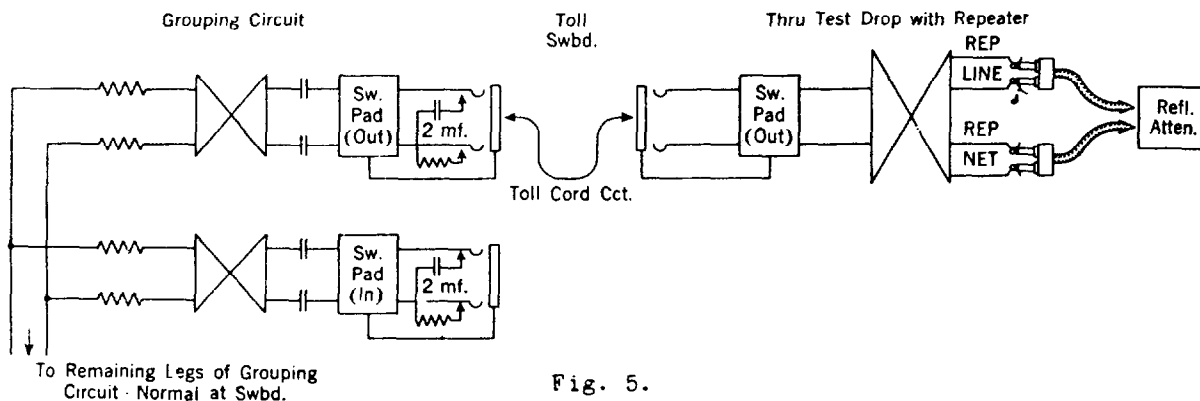 Grouping Circuit
Toll
Swbd.
Thru Test Drop with Repeater
Sw.
Pad
(Out)
2 mf.
Toll Cord Cct.
Sw.
Pad
(Out)
REP
LINE
REP
NET
Refl.
Atten.
Sw.
Pad
(In)
2 mf.
To Remaining Legs of Grouping
Circuit - Normal at Swbd.
Fig. 5.